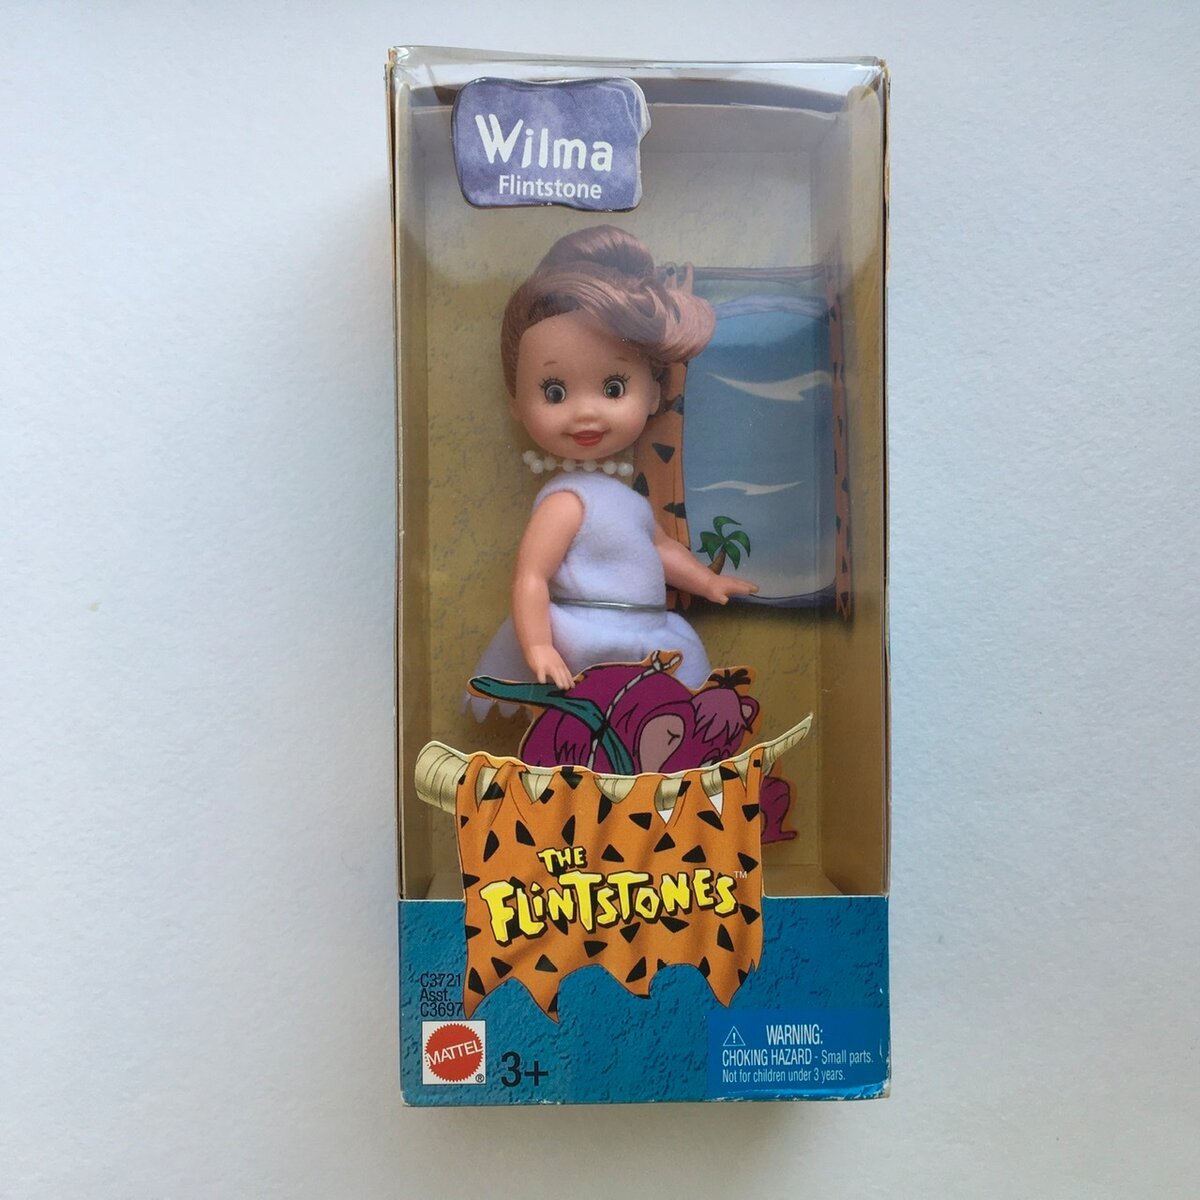 Wilma
Flintstone
THE
FLINTSTONES™
C3721
Asst.
C3697
MATTEL®
3+
⚠ WARNING:
CHOKING HAZARD - Small parts.
Not for children under 3 years.